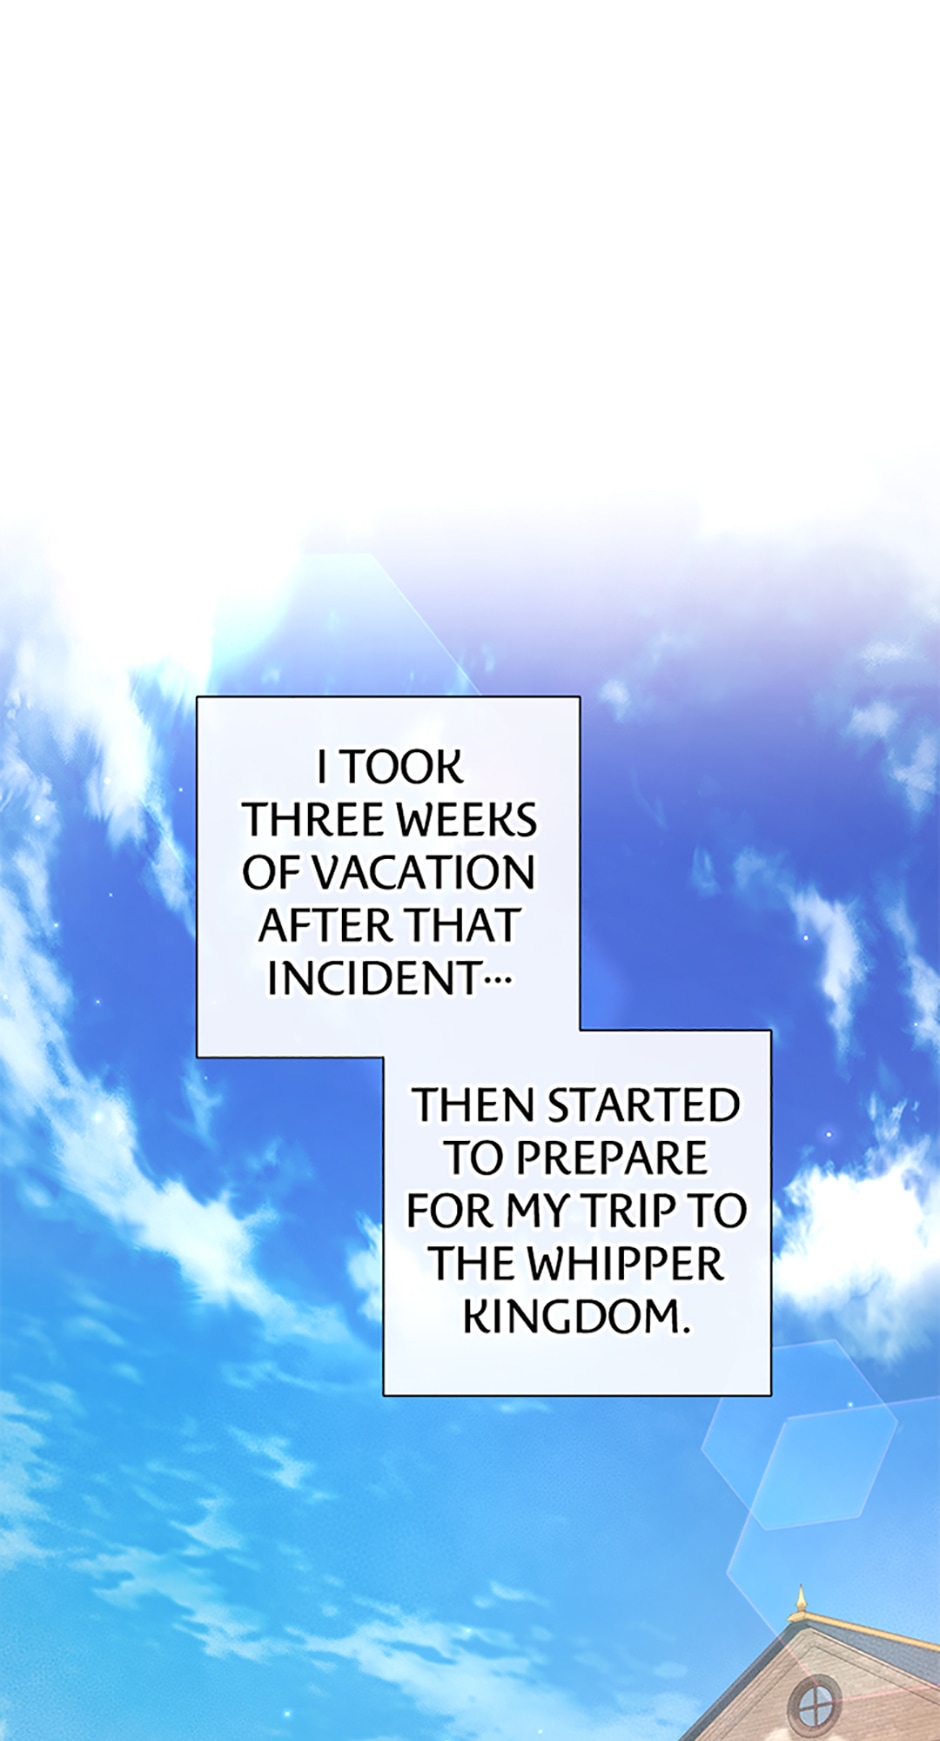 I TOOK
THREE WEEKS
OF VACATION
AFTER THAT
INCIDENT···
THEN STARTED
TO PREPARE
FOR MY TRIP TO
THE WHIPPER
KINGDOM.